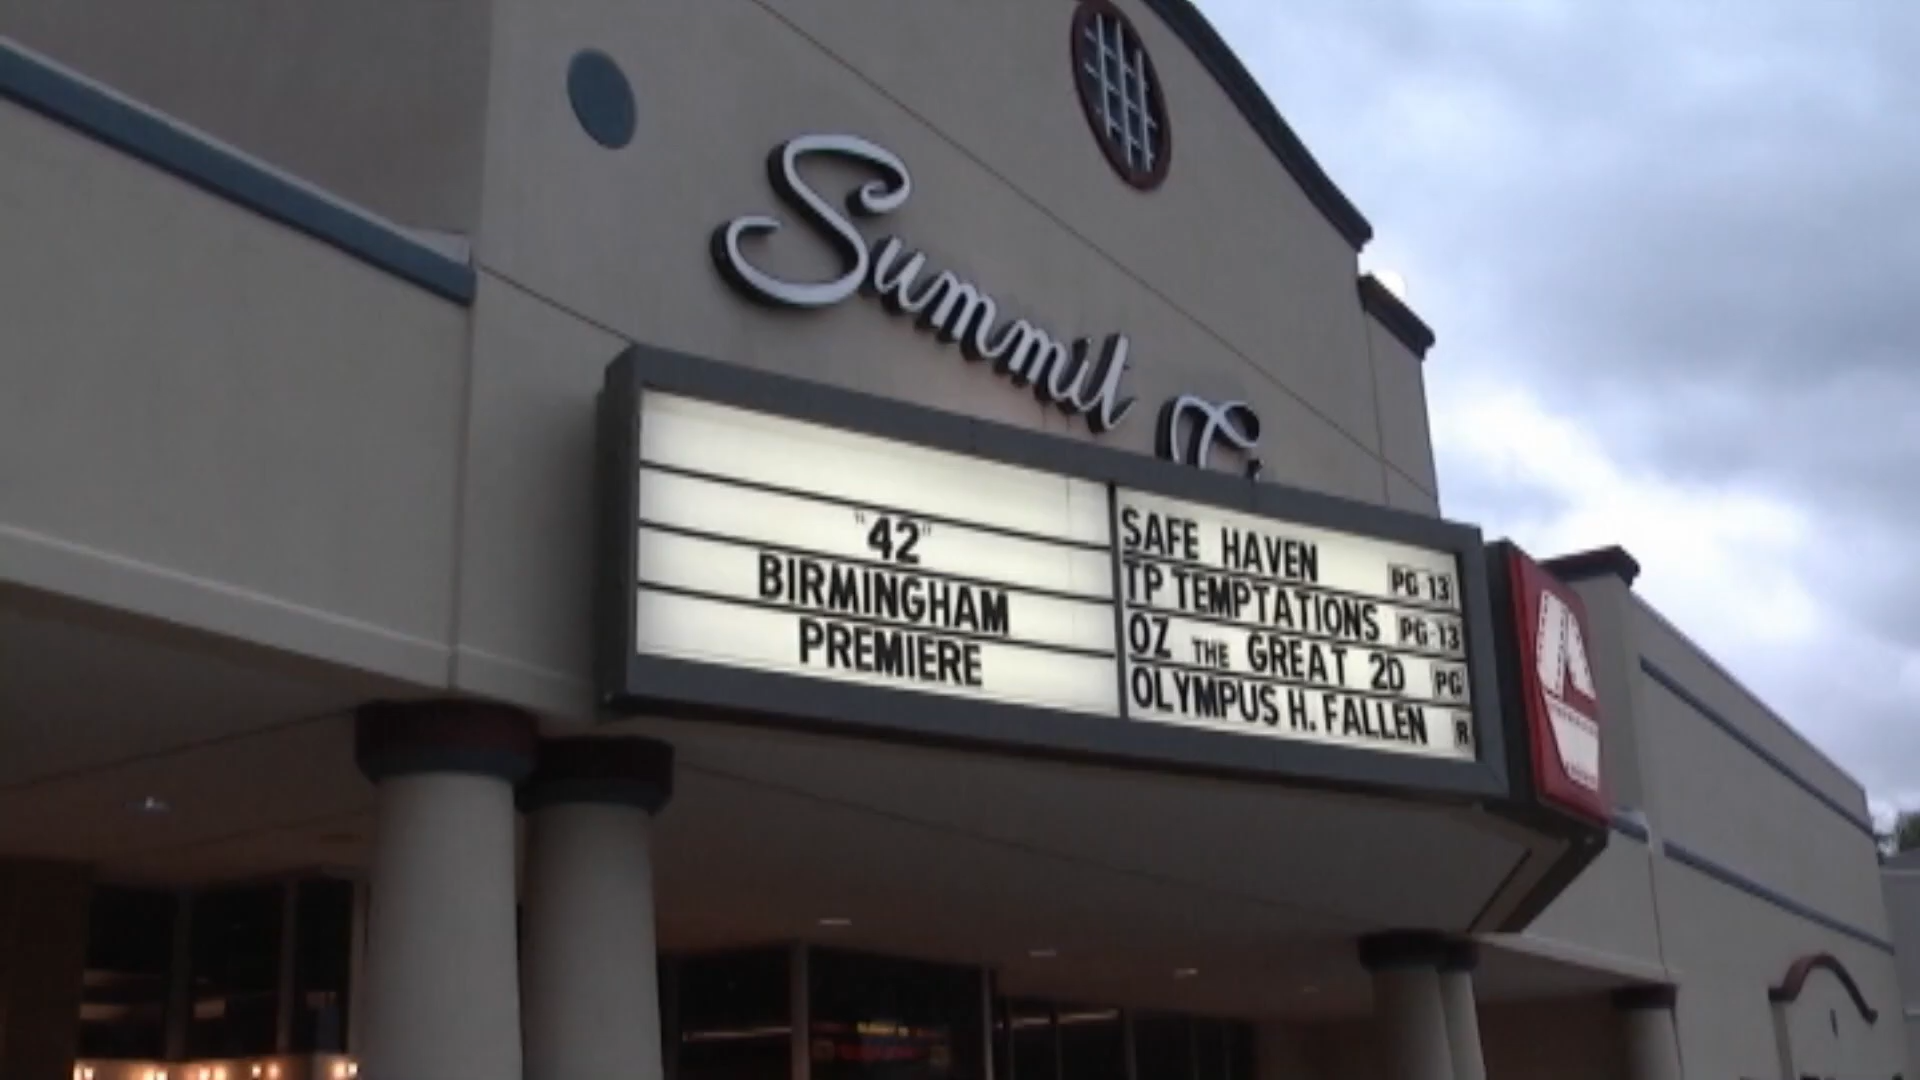 Summit
"42"
BIRMINGHAM
PREMIERE
SAFE HAVEN PG-13
TP TEMPTATIONS PG-13
OZ THE GREAT 2D PG
OLYMPUS H. FALLEN R